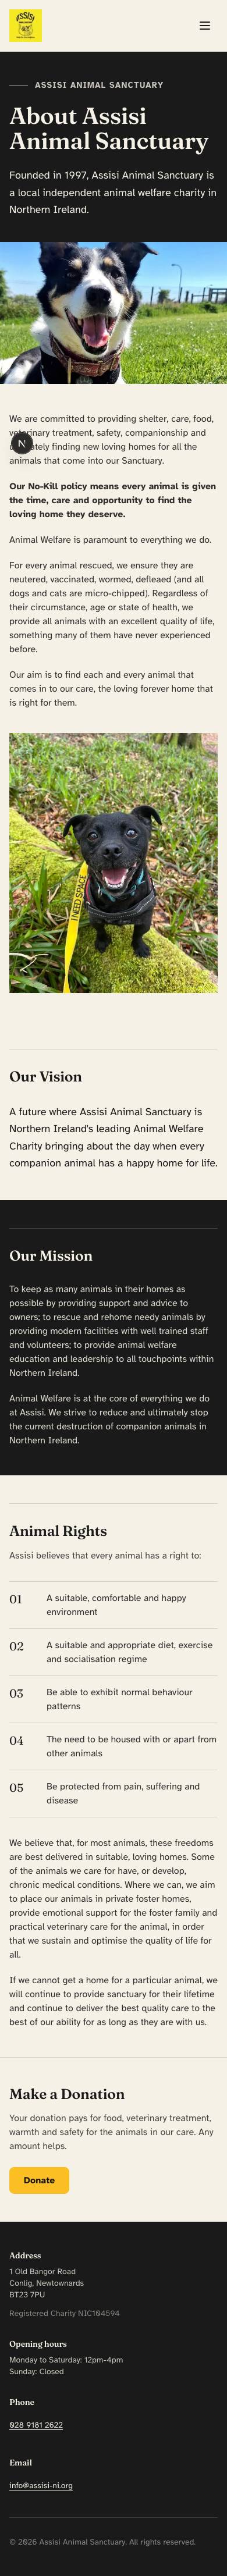 ASSISI
ASSISI ANIMAL SANCTUARY
About Assisi
Animal Sanctuary
Founded in 1997, Assisi Animal Sanctuary is
a local independent animal welfare charity in
Northern Ireland.
We are committed to providing shelter, care, food,
veterinary treatment, safety, companionship and
N
ultimately finding new loving homes for all the
animals that come into our Sanctuary.
Our No-Kill policy means every animal is given
the time, care and opportunity to find the
loving home they deserve.
Animal Welfare is paramount to everything we do.
For every animal rescued, we ensure they are
neutered, vaccinated, wormed, defleaed (and all
dogs and cats are micro-chipped). Regardless of
their circumstance, age or state of health, we
provide all animals with an excellent quality of life,
something many of them have never experienced
before.
Our aim is to find each and every animal that
comes in to our care, the loving forever home that
is right for them.
I NEED SPACE
Our Vision
A future where Assisi Animal Sanctuary is
Northern Ireland's leading Animal Welfare
Charity bringing about the day when every
companion animal has a happy home for life.
Our Mission
To keep as many animals in their homes as
possible by providing support and advice to
owners; to rescue and rehome needy animals by
providing modern facilities with well trained staff
and volunteers; to provide animal welfare
education and leadership to all touchpoints within
Northern Ireland.
Animal Welfare is at the core of everything we do
at Assisi. We strive to reduce and ultimately stop
the current destruction of companion animals in
Northern Ireland.
Animal Rights
Assisi believes that every animal has a right to:
01 A suitable, comfortable and happy
environment
02 A suitable and appropriate diet, exercise
and socialisation regime
03 Be able to exhibit normal behaviour
patterns
04 The need to be housed with or apart from
other animals
05 Be protected from pain, suffering and
disease
We believe that, for most animals, these freedoms
are best delivered in suitable, loving homes. Some
of the animals we care for have, or develop,
chronic medical conditions. Where we can, we aim
to place our animals in private foster homes,
provide emotional support for the foster family and
practical veterinary care for the animal, in order
that we sustain and optimise the quality of life for
all.
If we cannot get a home for a particular animal, we
will continue to provide sanctuary for their lifetime
and continue to deliver the best quality care to the
best of our ability for as long as they are with us.
Make a Donation
Your donation pays for food, veterinary treatment,
warmth and safety for the animals in our care. Any
amount helps.
Donate
Address
1 Old Bangor Road
Conlig, Newtownards
BT23 7PU
Registered Charity NIC104594
Opening hours
Monday to Saturday: 12pm-4pm
Sunday: Closed
Phone
028 9181 2622
Email
info@assisi-ni.org
© 2026 Assisi Animal Sanctuary. All rights reserved.